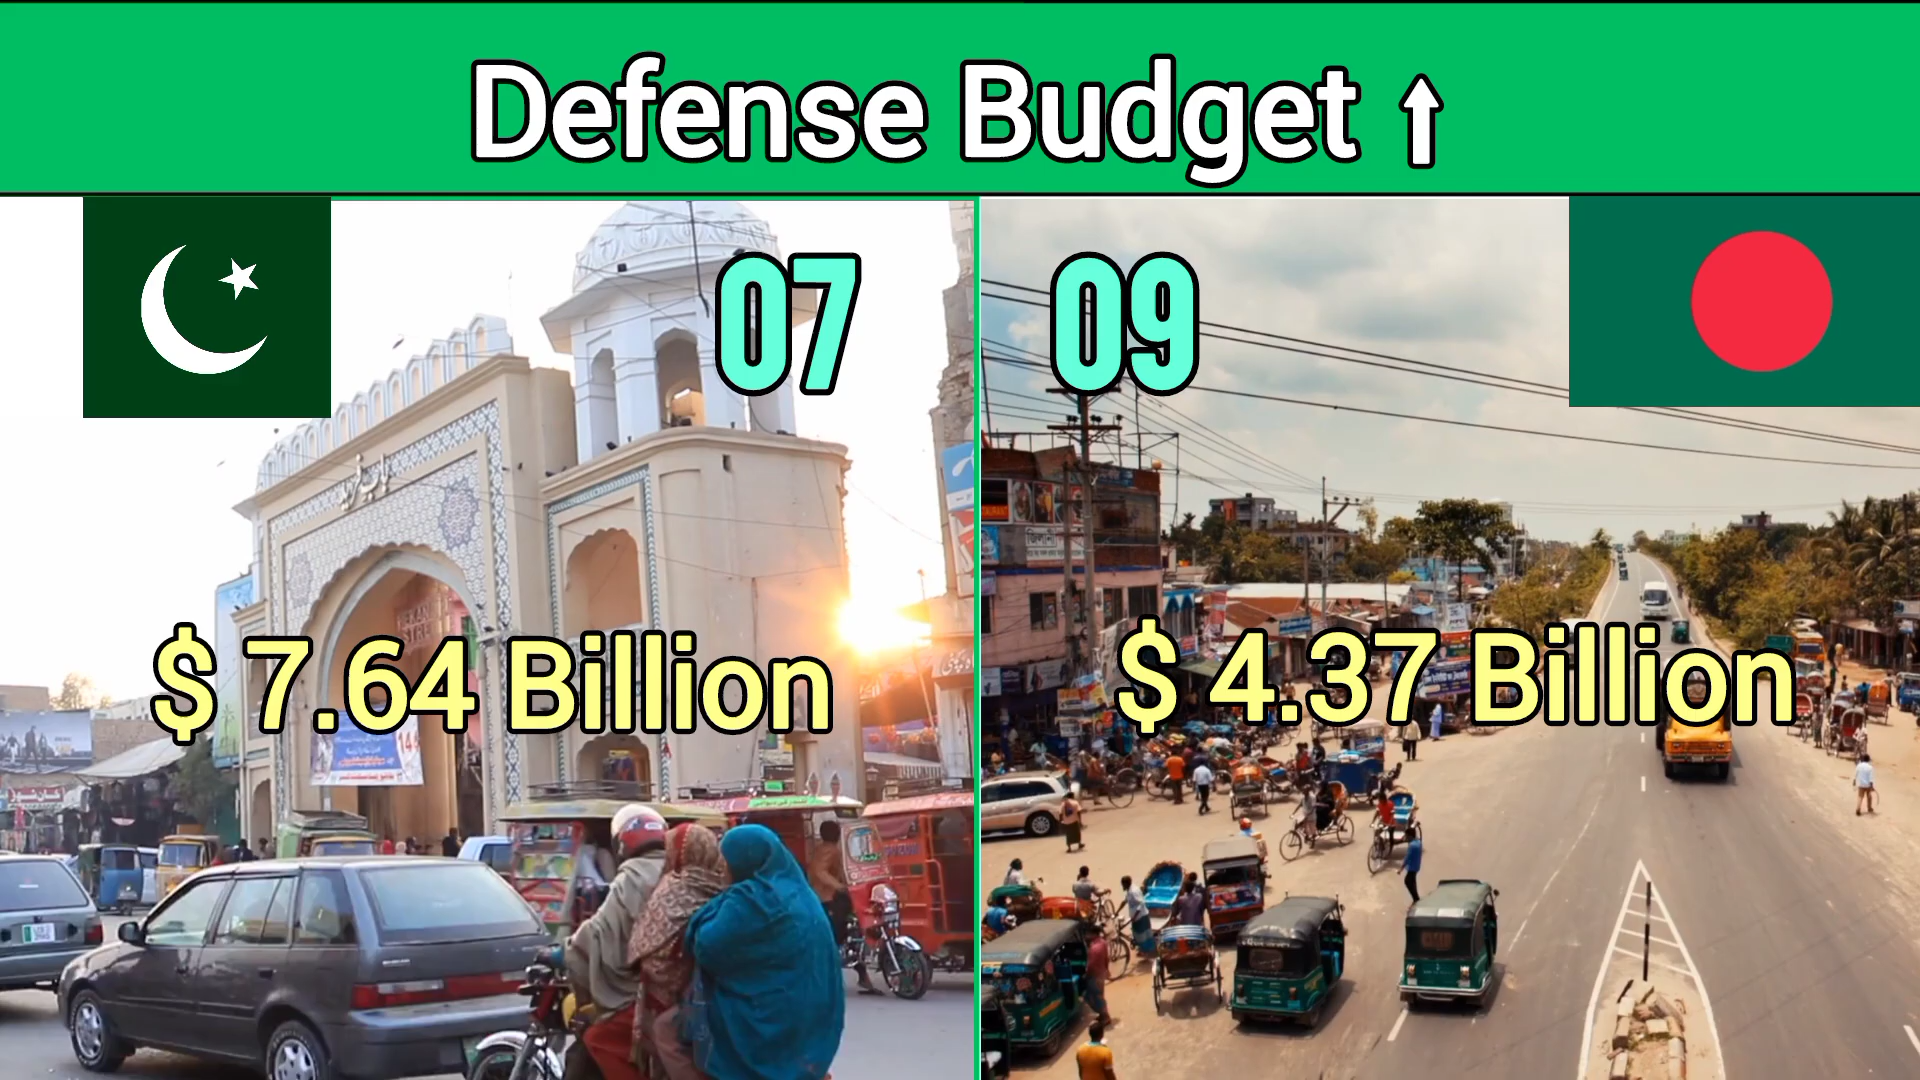 Defense Budget ↑
07
09
$ 7.64 Billion
$ 4.37 Billion